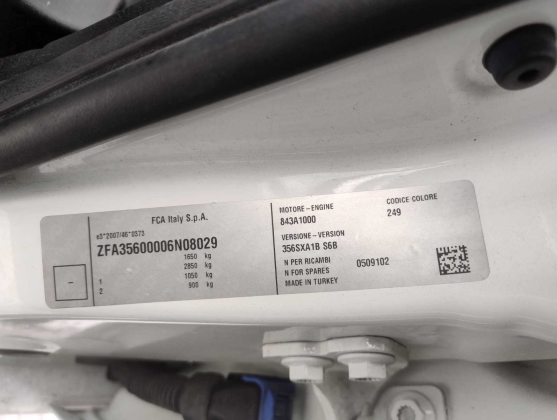 FCA Italy S.p.A.
e3*2007/46*0373
ZFA35600006N08029
1650 kg
2850 kg
1 1050 kg
2 900 kg
-
MOTORE - ENGINE
843A1000
CODICE COLORE
249
VERSIONE - VERSION
356SXA1B S6B
N PER RICAMBI
N FOR SPARES
0509102
MADE IN TURKEY